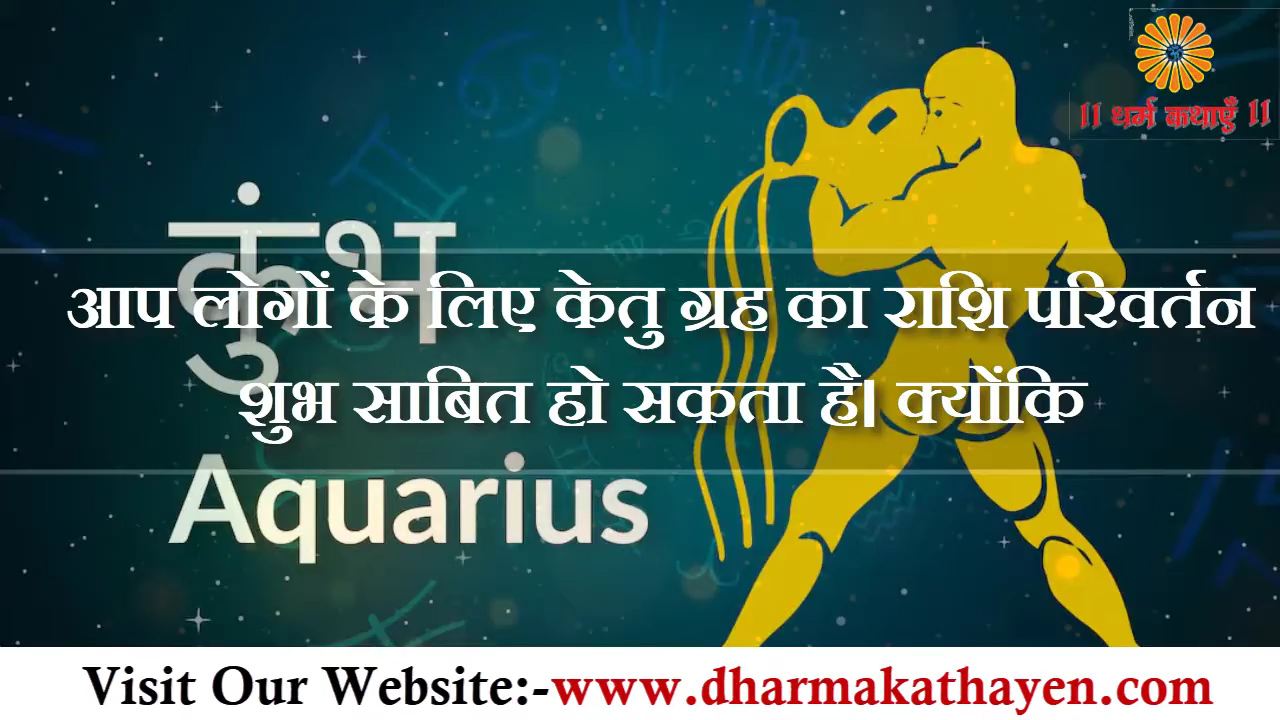 ।। धर्म कथाएँ ।।
कुंभ
आप लोगों के लिए केतु ग्रह का राशि परिवर्तन
शुभ साबित हो सकता है। क्योंकि
Aquarius
Visit Our Website:-www.dharmakathayen.com